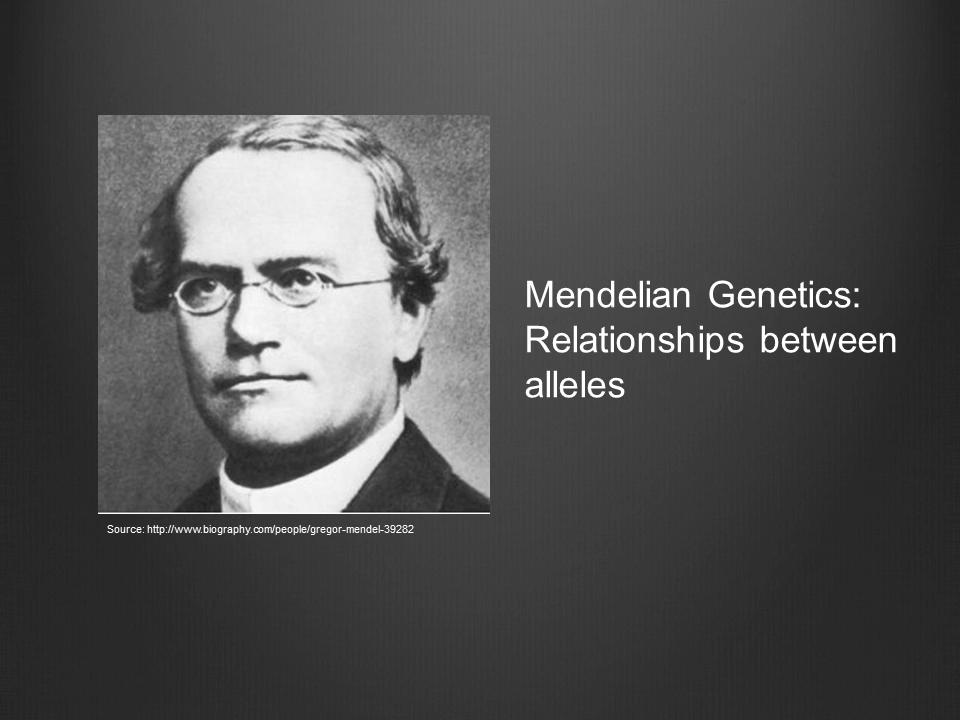 Mendelian Genetics:
Relationships between
alleles
Source: http://www.biography.com/people/gregor-mendel-39282